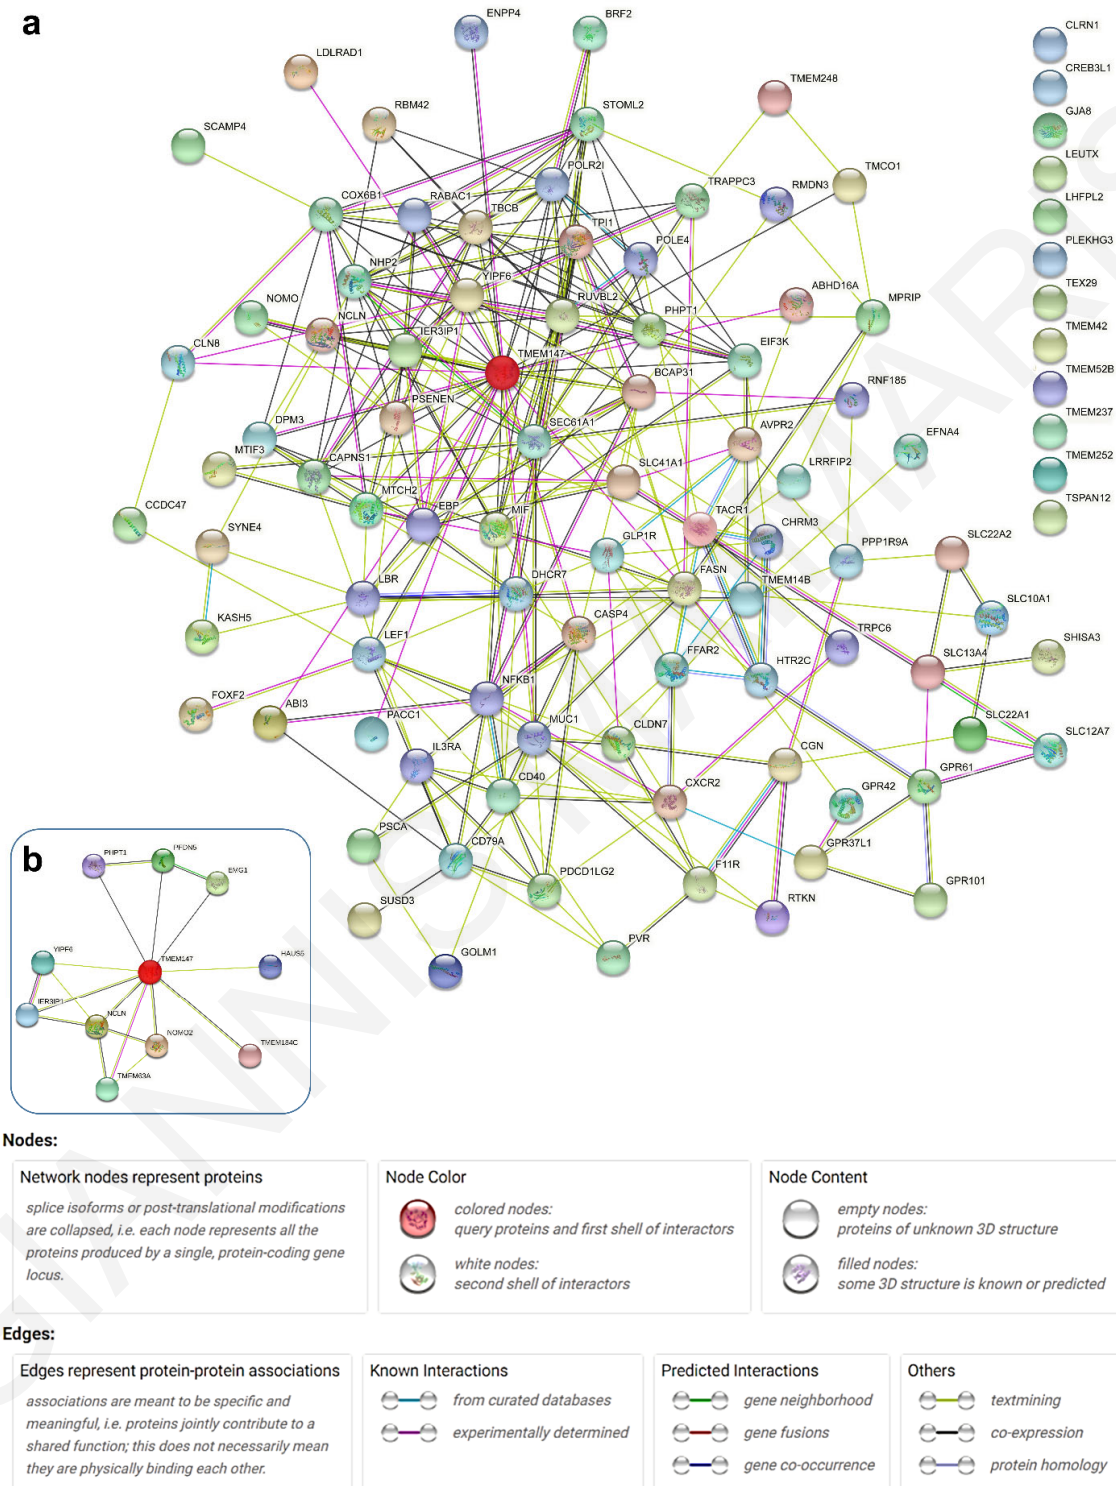 a
ENPP4
BRF2
LDLRAD1
TMEM248
RBM42
STOML2
SCAMP4
POLR2I
TMCO1
COX6B1
RABAC1
TBCB
TPI1
TRAPPC3
RMDN3
POLE4
NHP2
YIPF6
ABHD16A
NOMO
NCLN
IER3IP1
RUVBL2
PHPT1
MPRIP
CLN8
TMEM147
EIF3K
BCAP31
PSENEN
RNF185
DPM3
SEC61A1
AVPR2
EFNA4
MTIF3
CAPNS1
SLC41A1
LRRFIP2
MTCH2
EBP
MIF
TACR1
CCDC47
SYNE4
GLP1R
CHRM3
PPP1R9A
SLC22A2
LBR
DHCR7
FASN
TMEM14B
KASH5
CASP4
SLC10A1
LEF1
FFAR2
HTR2C
TRPC6
SLC13A4
SHISA3
FOXF2
ABI3
PACC1
NFKB1
MUC1
CLDN7
CGN
SLC22A1
SLC12A7
IL3RA
CD40
CXCR2
GPR42
GPR61
PSCA
CD79A
PDCD1LG2
F11R
GPR37L1
GPR101
SUSD3
RTKN
GOLM1
PVR
CLRN1
CREB3L1
GJA8
LEUTX
LHFPL2
PLEKHG3
TEX29
TMEM42
TMEM52B
TMEM237
TMEM252
TSPAN12
b
PHPT1
PFDN5
EMG1
YIPF6
TMEM147
HAUS5
IER3IP1
NCLN
NOMO2
TMEM184C
TMEM63A
Nodes:
Network nodes represent proteins
splice isoforms or post-translational modifications
are collapsed, i.e. each node represents all the
proteins produced by a single, protein-coding gene
locus.
Node Color
colored nodes:
query proteins and first shell of interactors
white nodes:
second shell of interactors
Node Content
empty nodes:
proteins of unknown 3D structure
filled nodes:
some 3D structure is known or predicted
Edges:
Edges represent protein-protein associations
associations are meant to be specific and
meaningful, i.e. proteins jointly contribute to a
shared function; this does not necessarily mean
they are physically binding each other.
Known Interactions
from curated databases
experimentally determined
Predicted Interactions
gene neighborhood
gene fusions
gene co-occurrence
Others
textmining
co-expression
protein homology